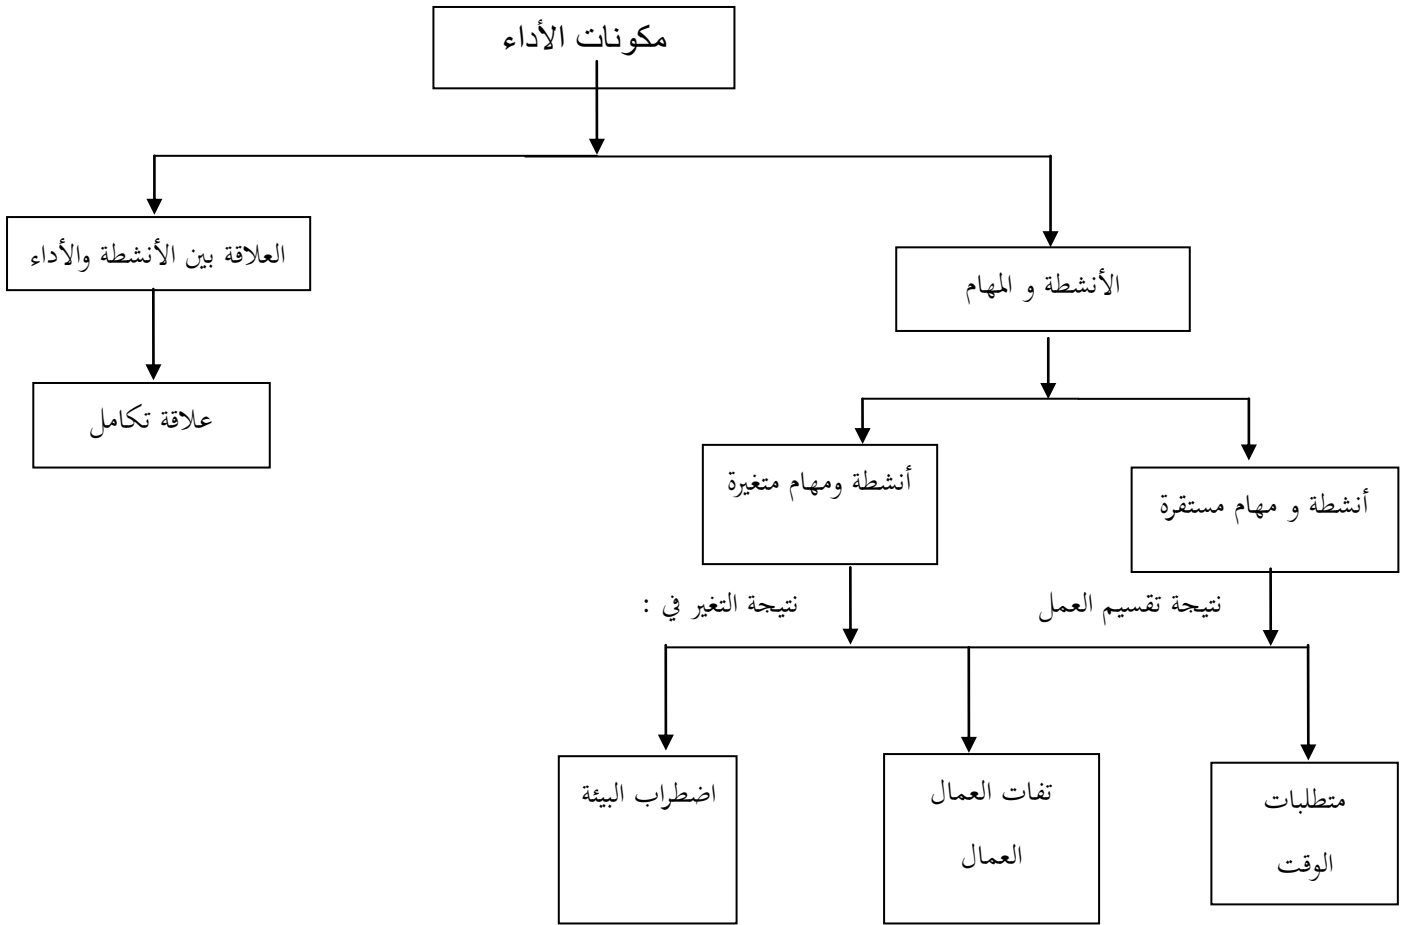 مكونات الأداء
العلاقة بين الأنشطة والأداء
الأنشطة و المهام
علاقة تكامل
أنشطة ومهام متغيرة
أنشطة و مهام مستقرة
نتيجة تقسيم العمل
نتيجة التغير في :
متطلبات
الوقت
تفات العمال
العمال
اضطراب البيئة